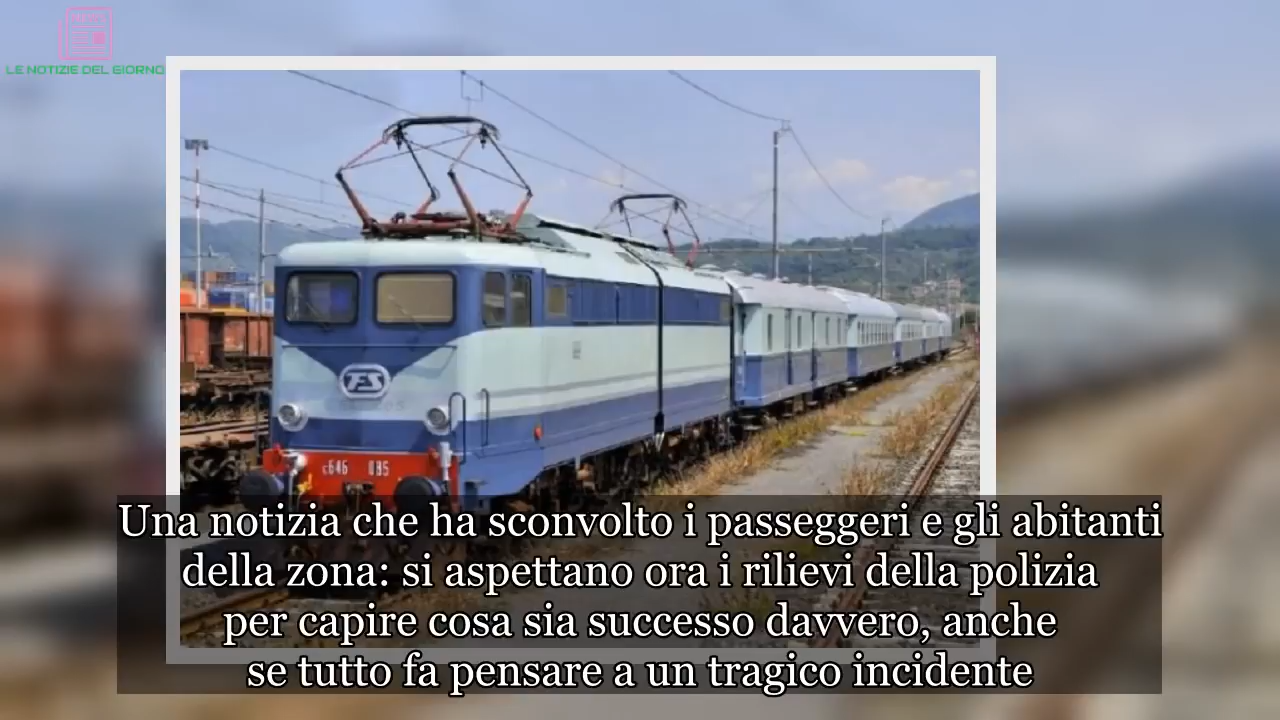 NEWS
LE NOTIZIE DEL GIORNO
FS
E646 085
Una notizia che ha sconvolto i passeggeri e gli abitanti
della zona: si aspettano ora i rilievi della polizia
per capire cosa sia successo davvero, anche
se tutto fa pensare a un tragico incidente